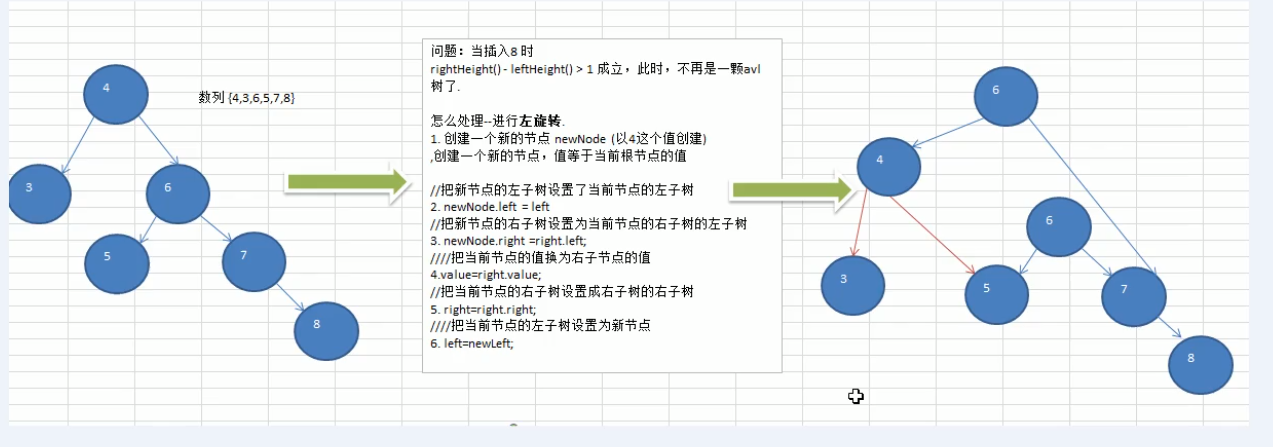 4
数列 {4,3,6,5,7,8}
3
6
5
7
8
问题：当插入8 时
rightHeight() - leftHeight() > 1 成立，此时，不再是一颗avl
树了.
怎么处理--进行左旋转.
1. 创建一个新的节点 newNode (以4这个值创建)
,创建一个新的节点，值等于当前根节点的值
//把新节点的左子树设置了当前节点的左子树
2. newNode.left = left
//把新节点的右子树设置为当前节点的右子树的左子树
3. newNode.right =right.left;
////把当前节点的值换为右子节点的值
4.value=right.value;
//把当前节点的右子树设置成右子树的右子树
5. right=right.right;
////把当前节点的左子树设置为新节点
6. left=newLeft;
6
4
6
3
5
7
8